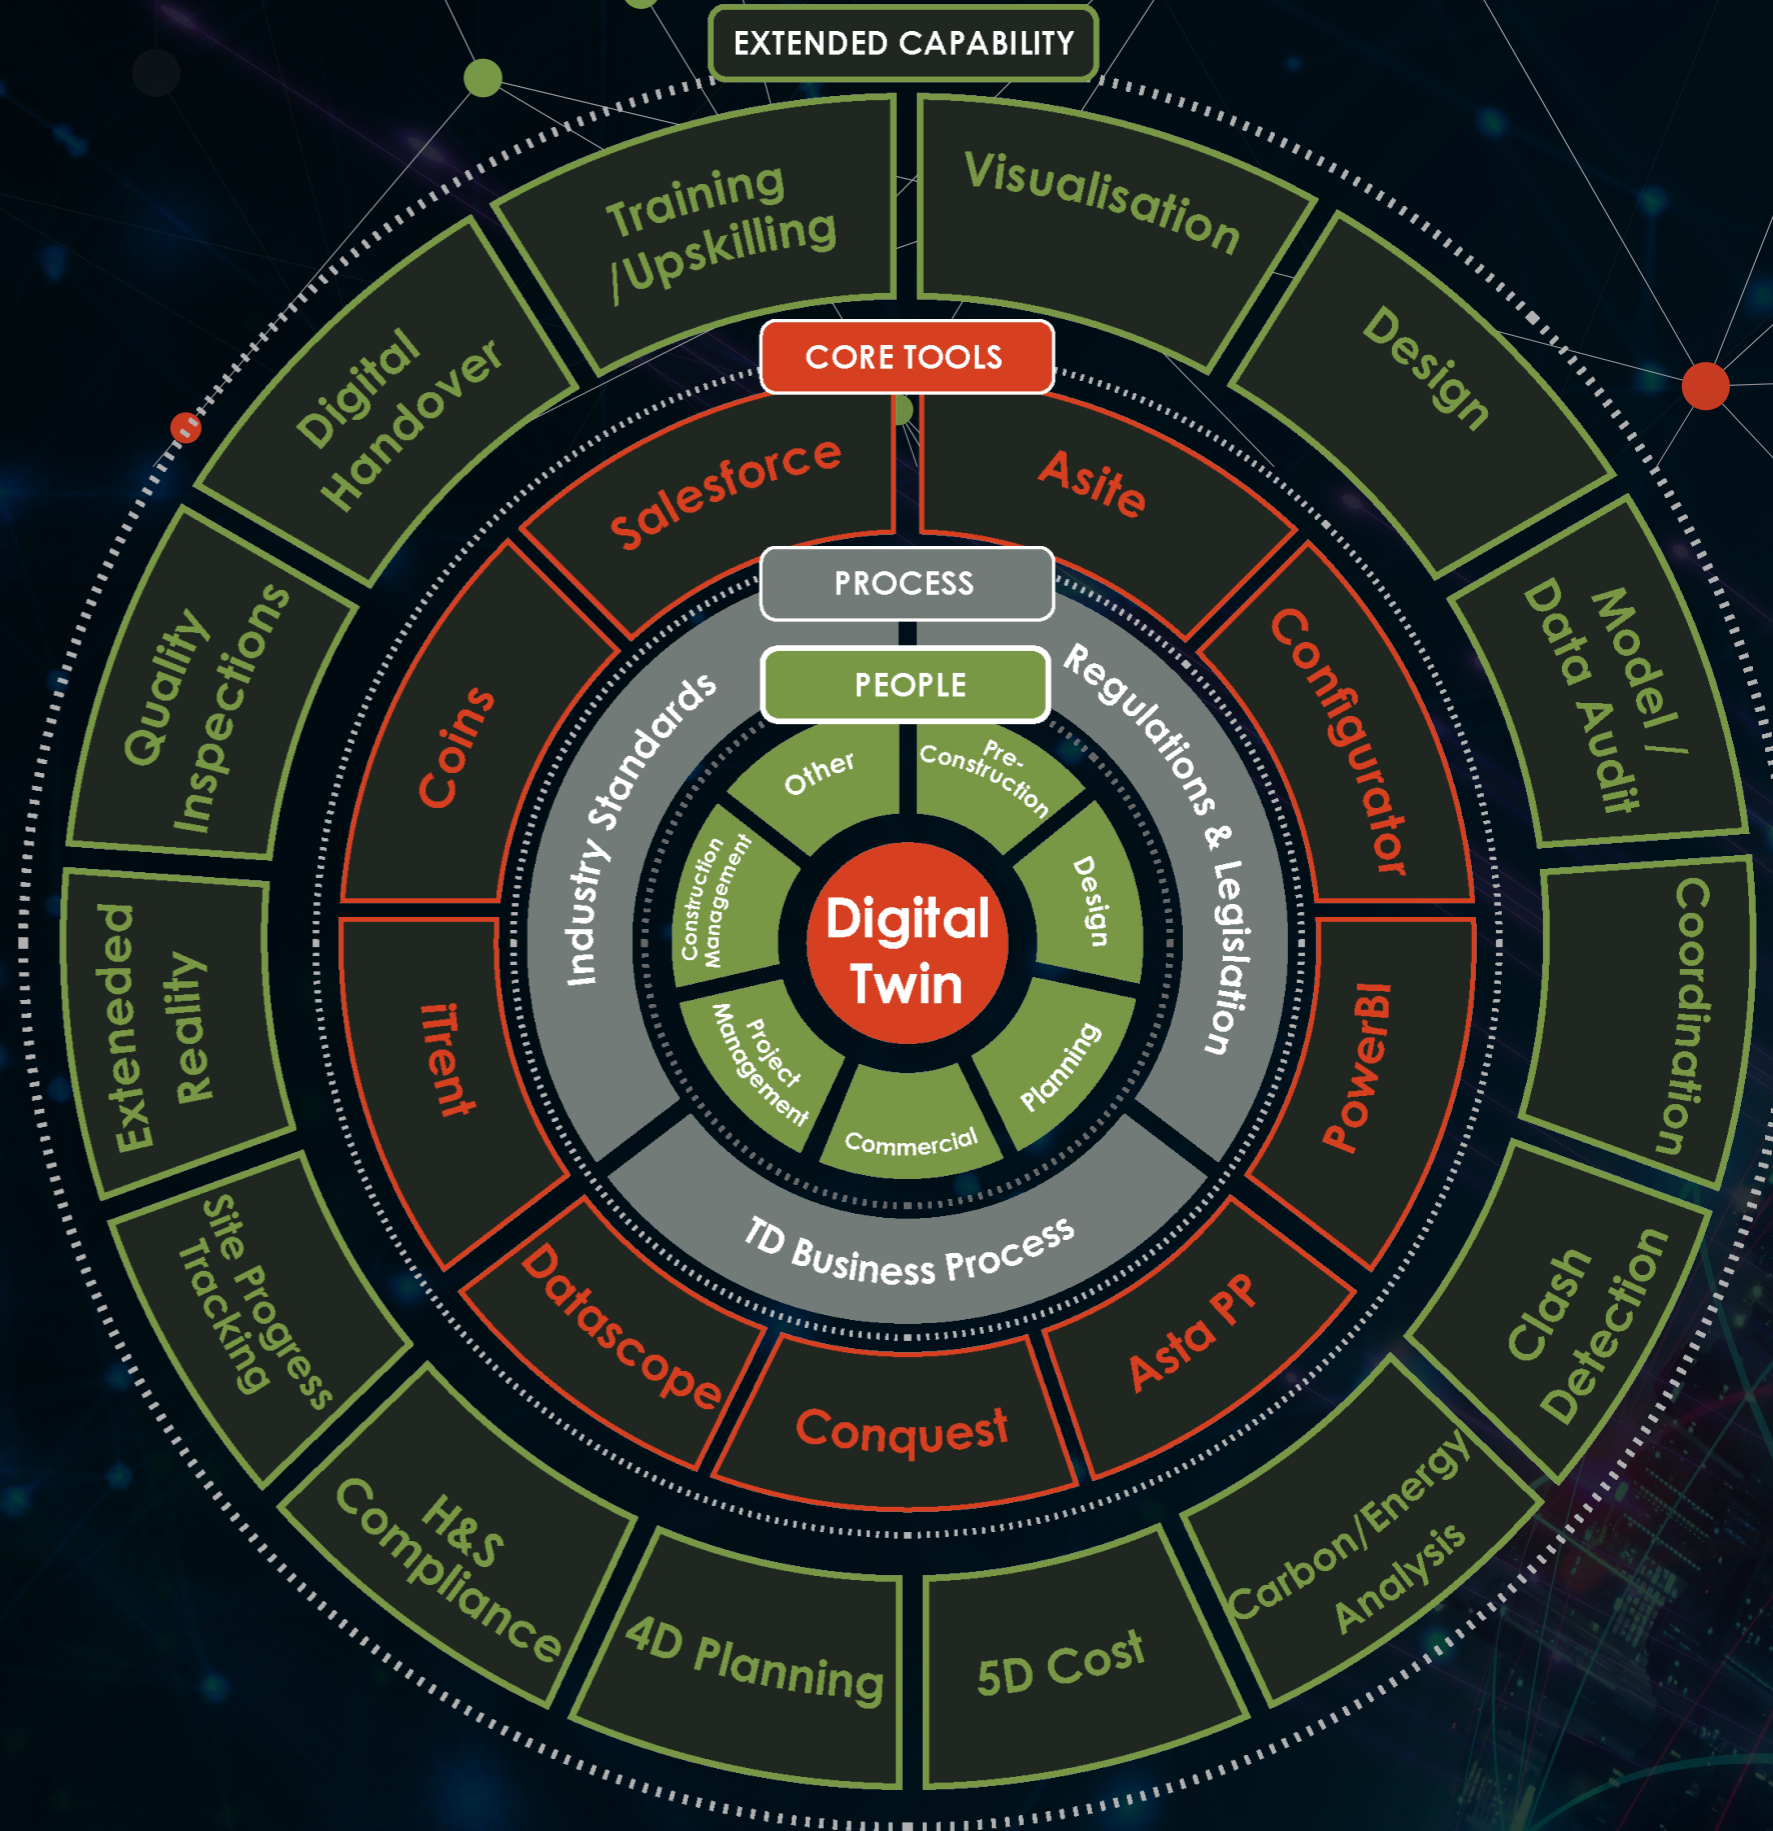 EXTENDED CAPABILITY
Training
/Upskilling
Visualisation
Design
Model /
Data Audit
Coordination
Clash
Detection
Carbon/Energy
Analysis
5D Cost
4D Planning
H&S
Compliance
Site Progress
Tracking
Exteneded
Reality
Quality
Inspections
Digital
Handover
CORE TOOLS
Salesforce
Asite
Configurator
PowerBI
Asta PP
Conquest
Datascope
iTrent
Coins
PROCESS
Industry Standards
Regulations & Legislation
TD Business Process
PEOPLE
Other
Pre-
Construction
Design
Planning
Commercial
Project
Management
Construction
Management
Digital
Twin